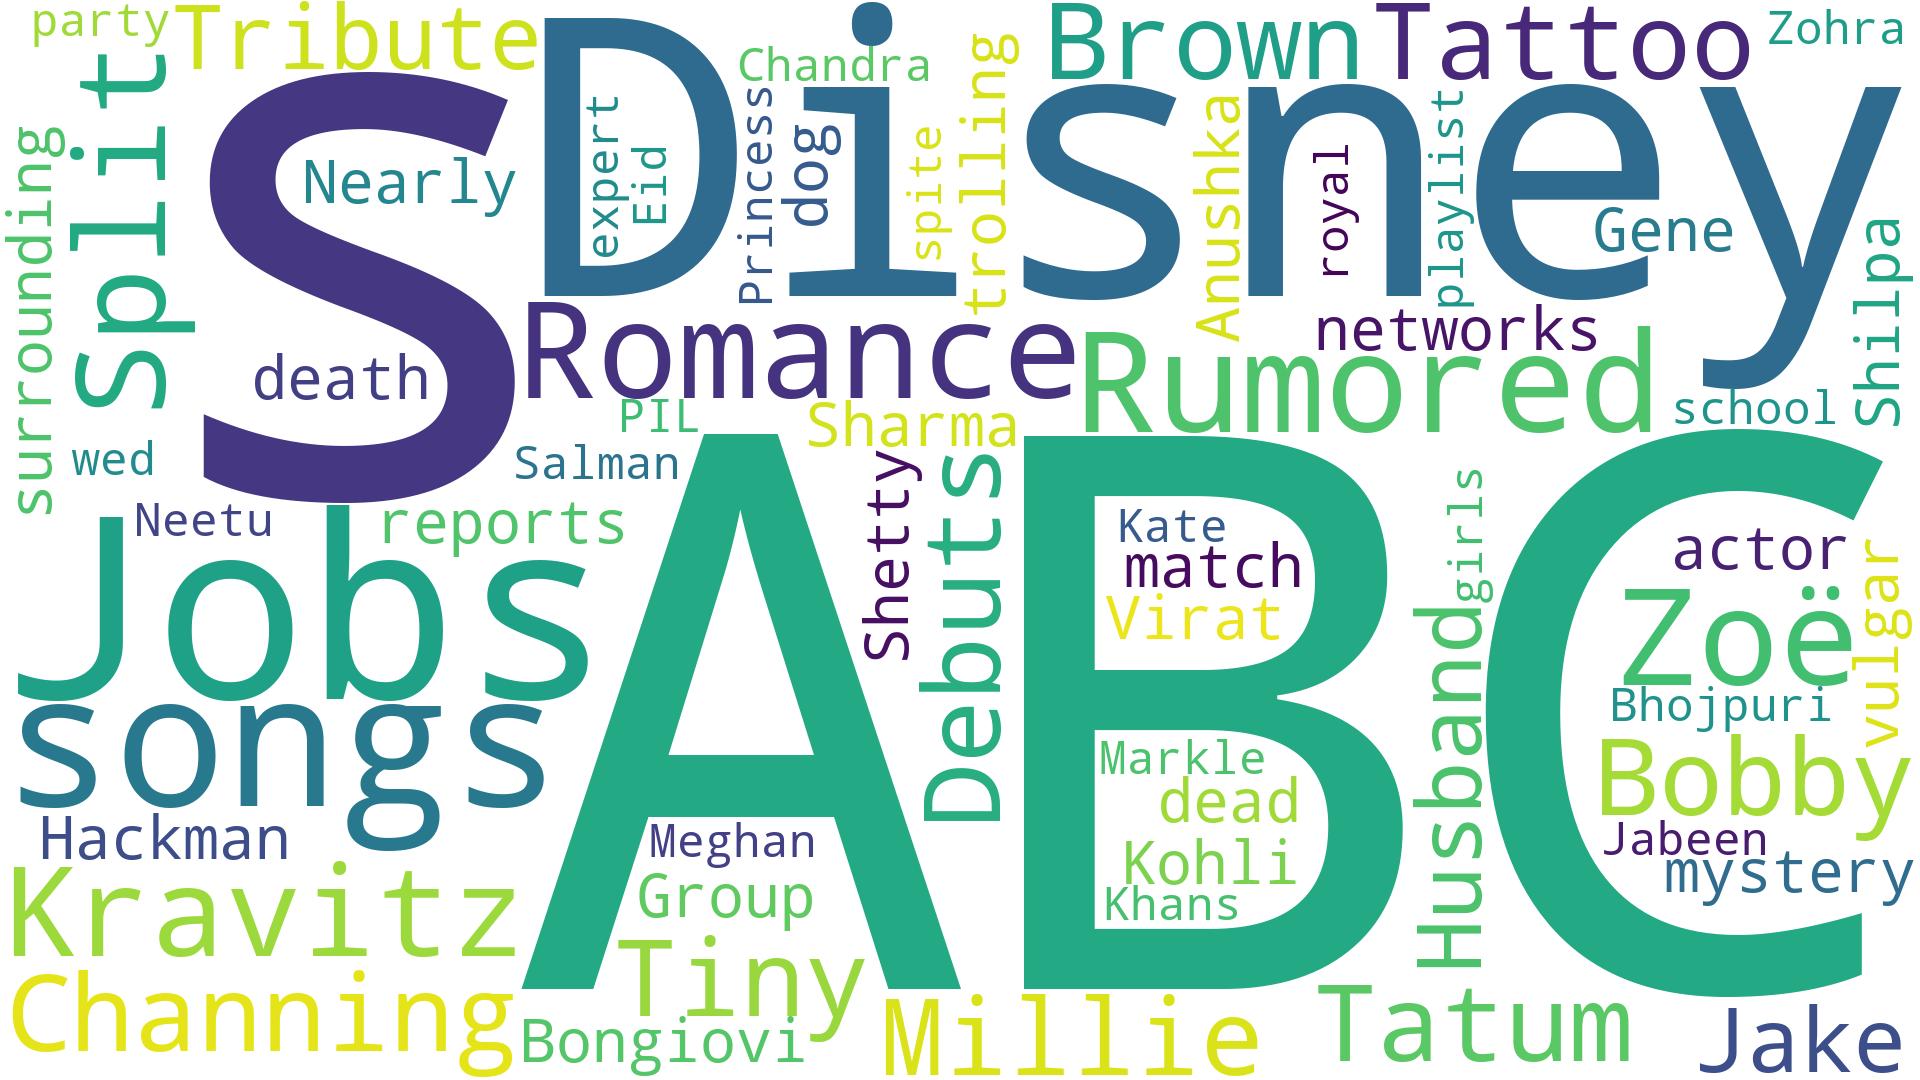 party
Tribute
Disney
Brown
Tattoo
Zohra
Split
S
Chandra
trolling
Nearly
expert
Eid
Princess
dog
spite
Anushka
royal
playlist
Gene
Shilpa
surrounding
death
Romance
networks
Rumored
school
PIL
Sharma
wed
Salman
ABC
Neetu
reports
Jobs
Shetty
Debuts
Kate
match
Virat
girls
Husband
actor
Zoë
vulgar
songs
Bhojpuri
Markle
dead
Bobby
Hackman
Meghan
Group
Kohli
Khans
Jabeen
mystery
Kravitz
Channing
Tiny
Bongiovi
Millie
Tatum
Jake